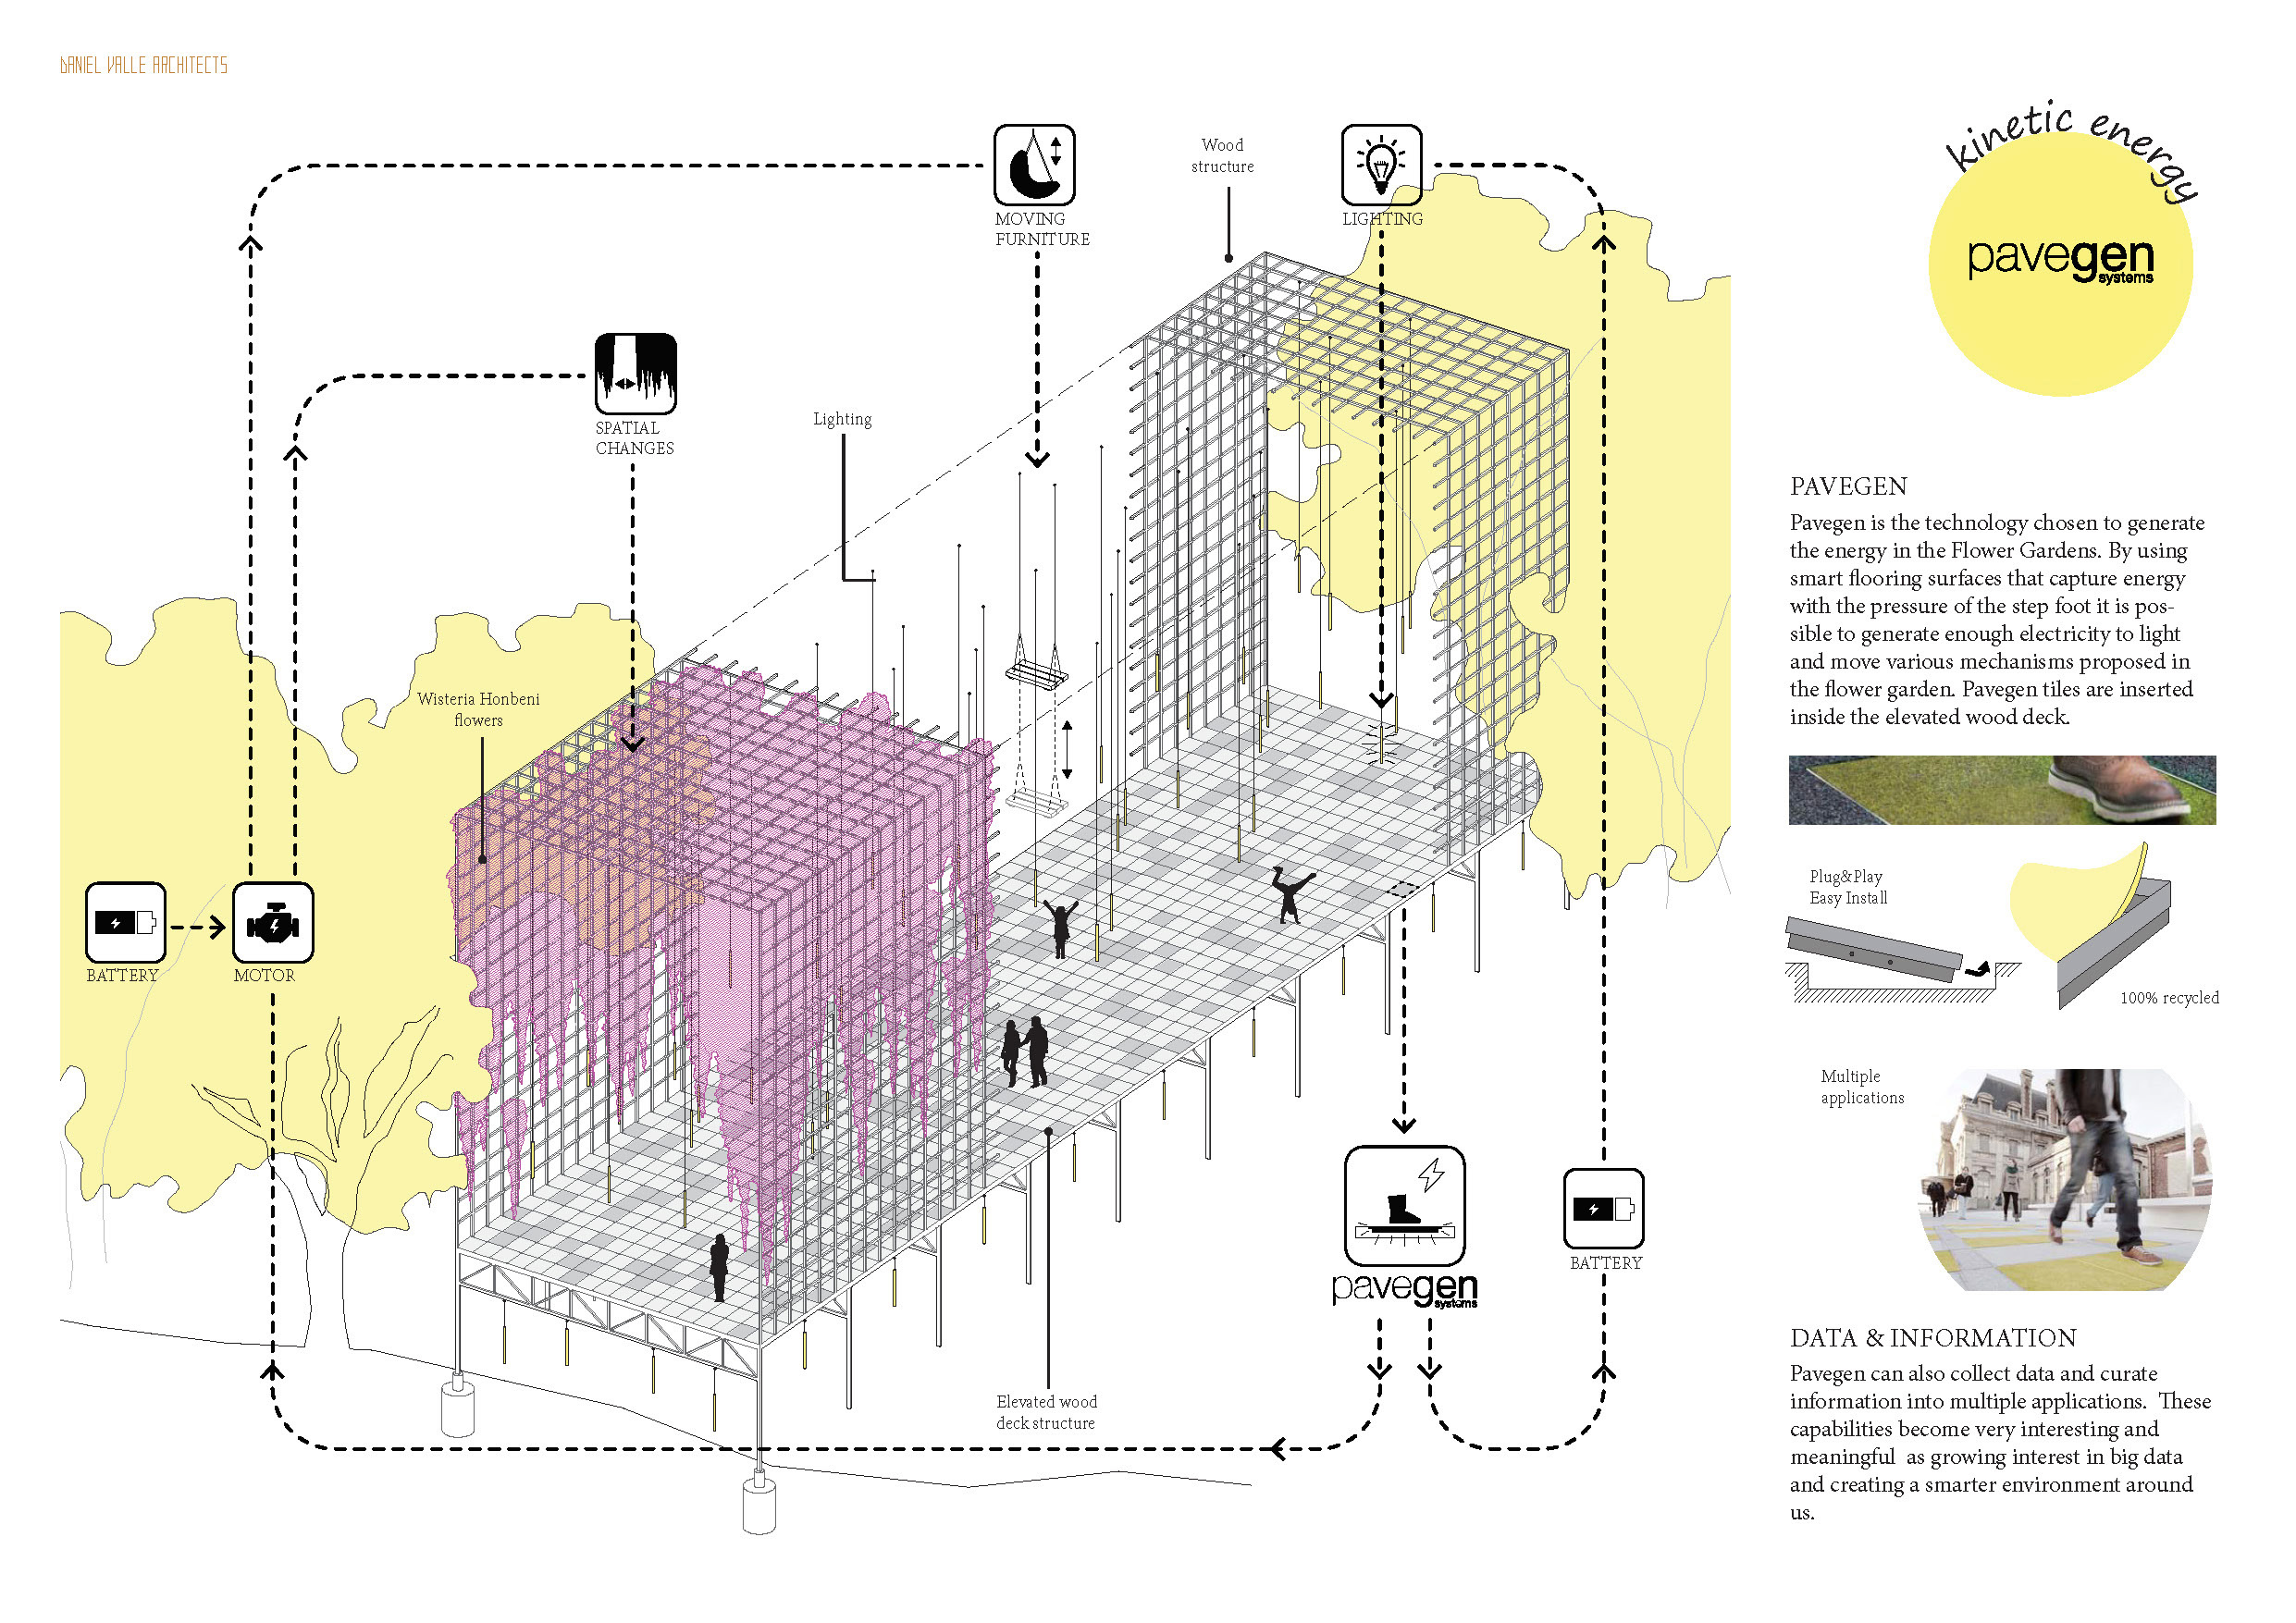 DANIEL VALLE ARCHITECTS
MOVING
FURNITURE
Wood
structure
LIGHTING
SPATIAL
CHANGES
Lighting
Wisteria Honbeni
flowers
BATTERY
MOTOR
Elevated wood
deck structure
pavegen
systems
BATTERY
kinetic energy
pavegen
systems
PAVEGEN
Pavegen is the technology chosen to generate
the energy in the Flower Gardens. By using
smart flooring surfaces that capture energy
with the pressure of the step foot it is pos-
sible to generate enough electricity to light
and move various mechanisms proposed in
the flower garden. Pavegen tiles are inserted
inside the elevated wood deck.
Plug&Play
Easy Install
100% recycled
Multiple
applications
DATA & INFORMATION
Pavegen can also collect data and curate
information into multiple applications. These
capabilities become very interesting and
meaningful as growing interest in big data
and creating a smarter environment around
us.